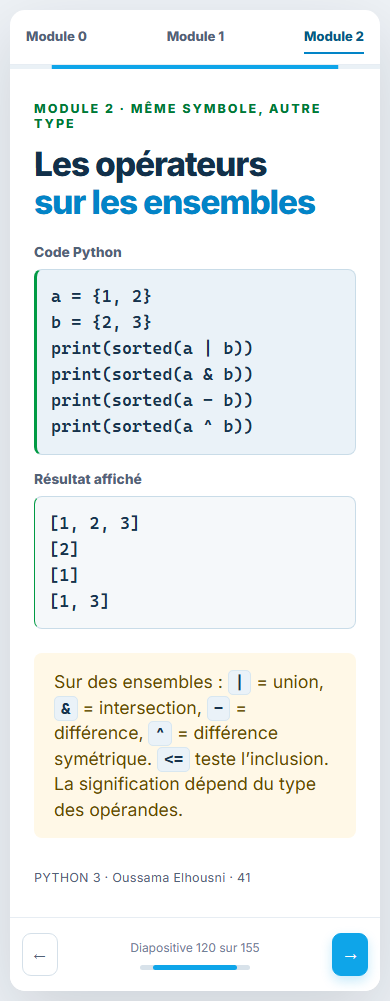 Module 0 Module 1 Module 2
MODULE 2 · MÊME SYMBOLE, AUTRE
TYPE
Les opérateurs
sur les ensembles
Code Python
a = {1, 2}
b = {2, 3}
print(sorted(a | b))
print(sorted(a & b))
print(sorted(a − b))
print(sorted(a ^ b))
Résultat affiché
[1, 2, 3]
[2]
[1]
[1, 3]
Sur des ensembles : | = union,
& = intersection, − =
différence, ^ = différence
symétrique. <= teste l’inclusion.
La signification dépend du type
des opérandes.
PYTHON 3 · Oussama Elhousni · 41
← Diapositive 120 sur 155 →